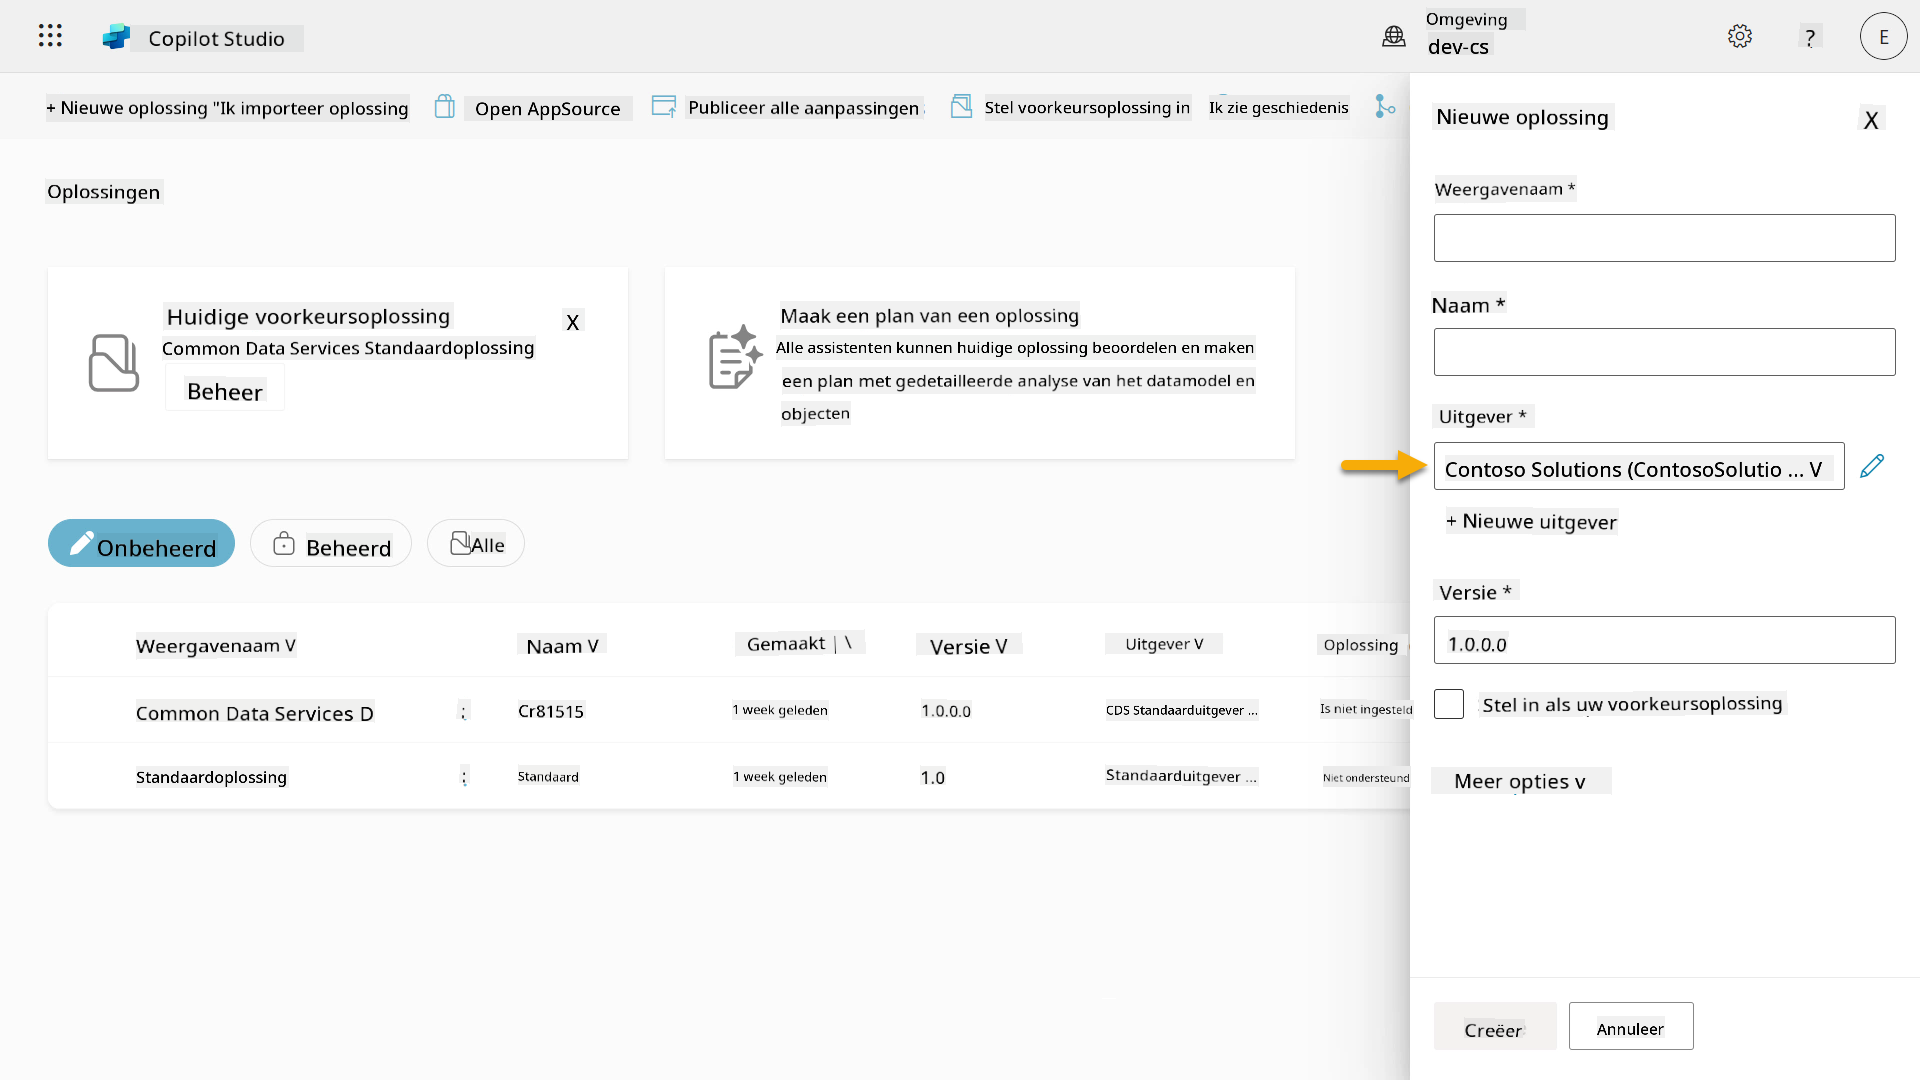 Copilot Studio
Omgeving
dev-cs
?
E
+ Nieuwe oplossing "Ik importeer oplossing
Open AppSource
Publiceer alle aanpassingen
Stel voorkeursoplossing in
Ik zie geschiedenis
Oplossingen
Huidige voorkeursoplossing
X
Common Data Services Standaardoplossing
Beheer
Maak een plan van een oplossing
Alle assistenten kunnen huidige oplossing beoordelen en maken
een plan met gedetailleerde analyse van het datamodel en
objecten
Onbeheerd
Beheerd
Alle
Weergavenaam V
Naam V
Gemaakt | \
Versie V
Uitgever V
Oplossing
Common Data Services D
:
Cr81515
1 week geleden
1.0.0.0
CDS Standaarduitgever ...
Is niet ingesteld
Standaardoplossing
:
Standaard
1 week geleden
1.0
Standaarduitgever ...
Niet ondersteund
Nieuwe oplossing
X
Weergavenaam *
Naam *
Uitgever *
Contoso Solutions (ContosoSolutio ... V
+ Nieuwe uitgever
Versie *
1.0.0.0
Stel in als uw voorkeursoplossing
Meer opties v
Creëer
Annuleer